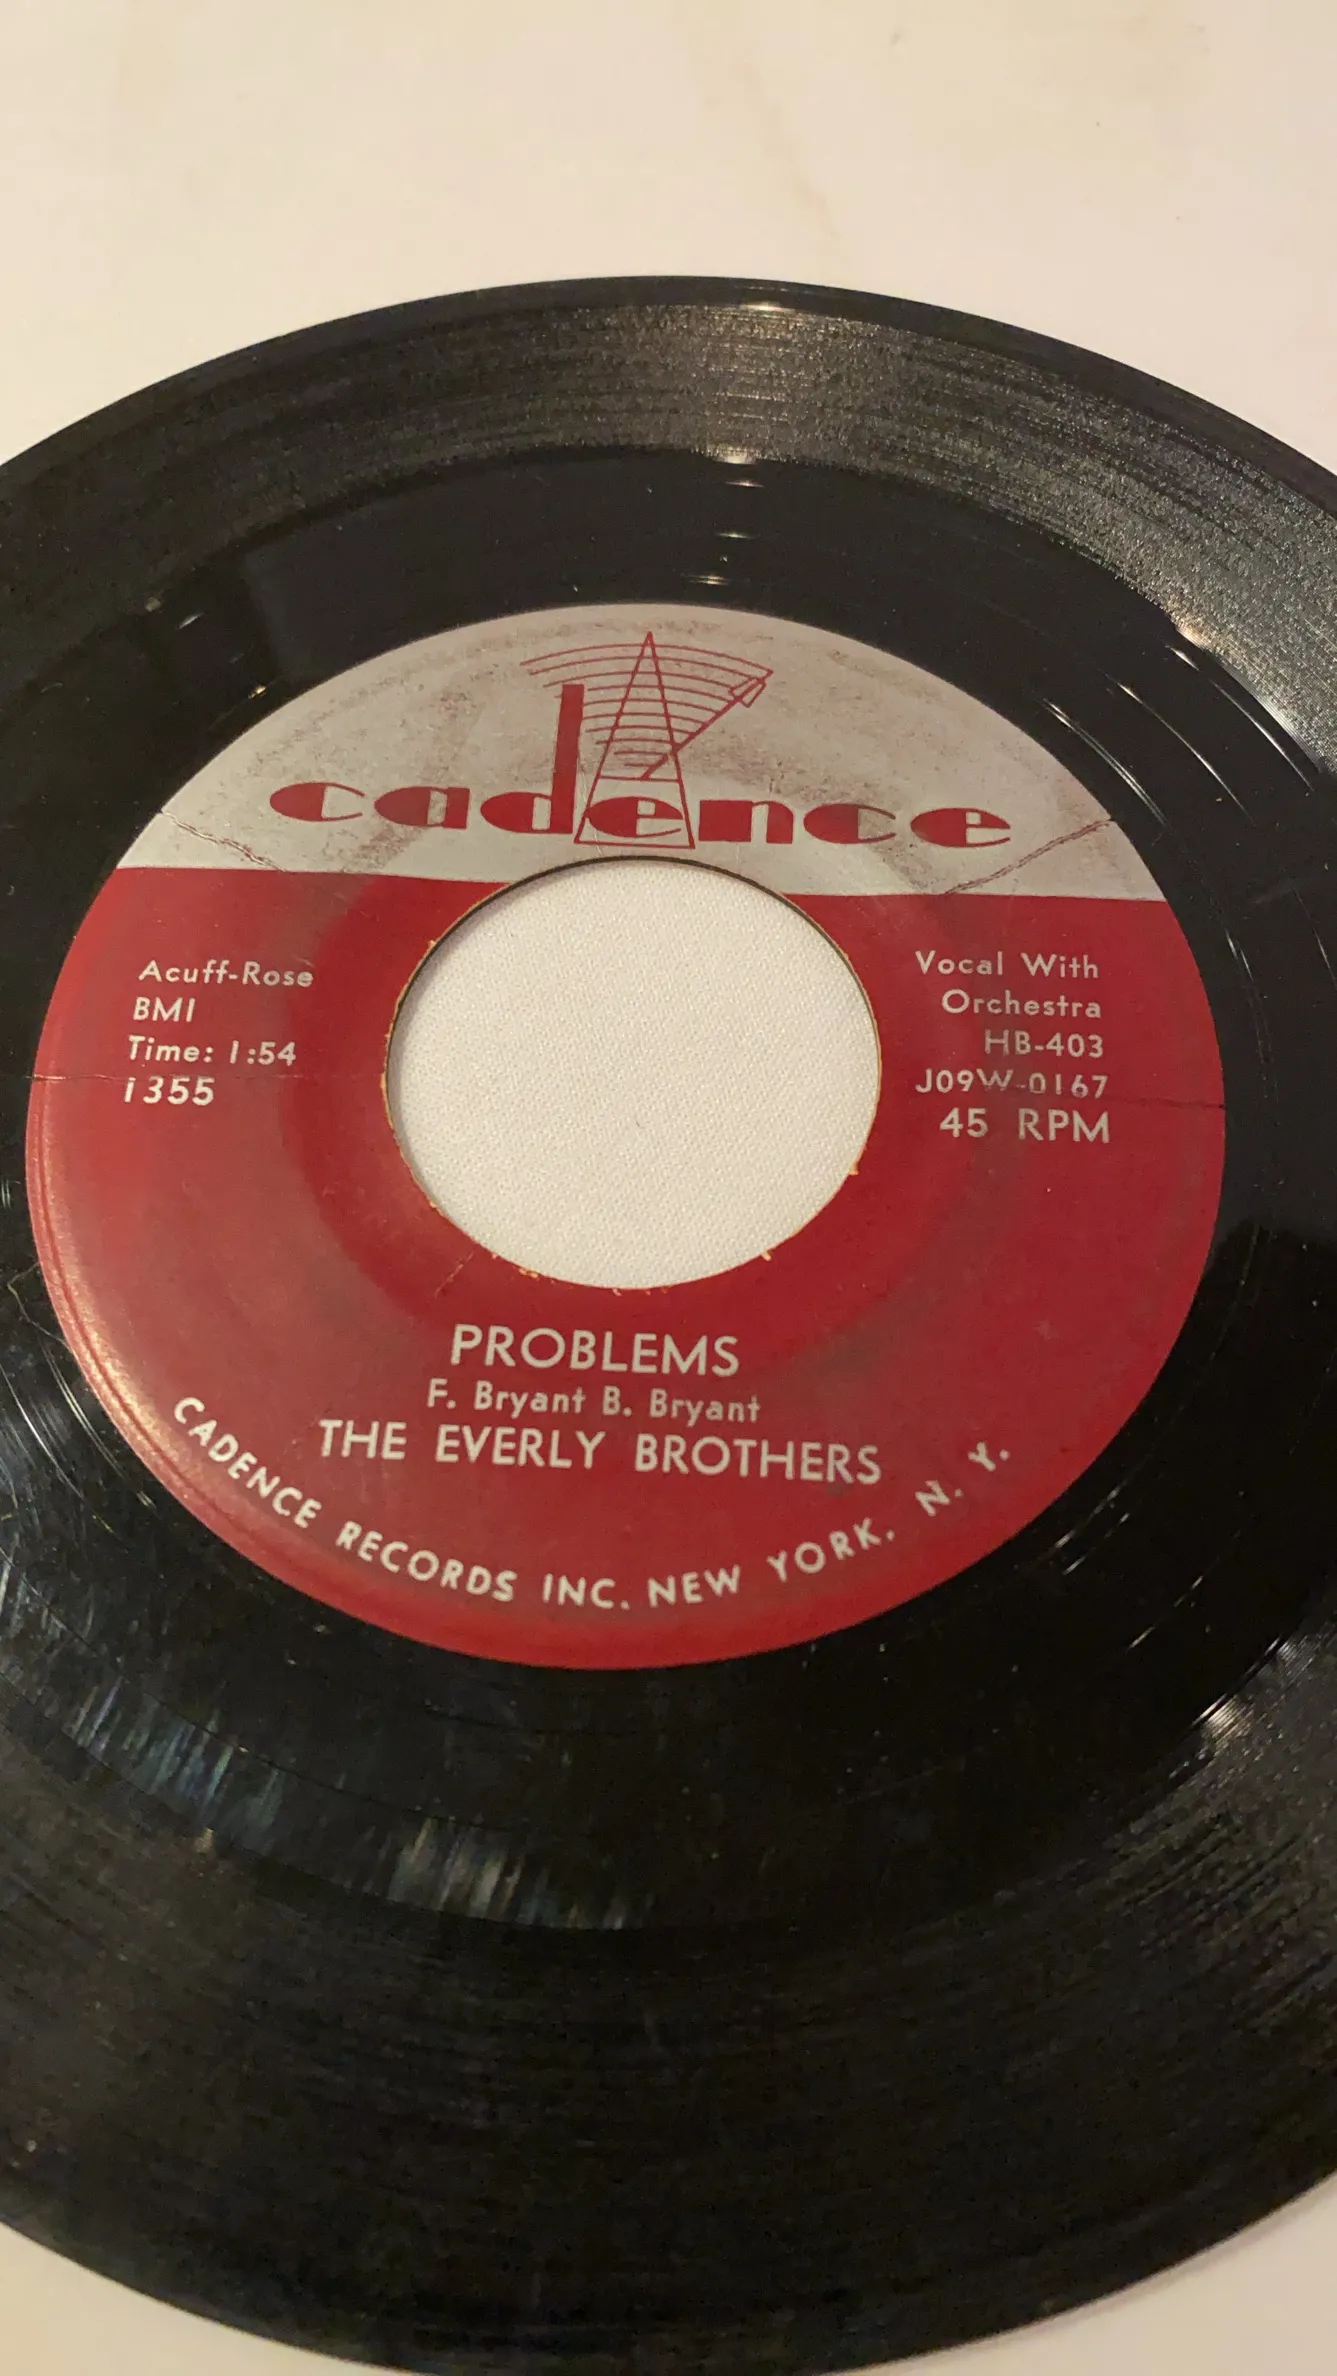 cadence
Acuff-Rose
BMI
Time: 1:54
1355
Vocal With
Orchestra
HB-403
J09W-0167
45 RPM
PROBLEMS
F. Bryant B. Bryant
THE EVERLY BROTHERS
CADENCE RECORDS INC. NEW YORK, N. Y.